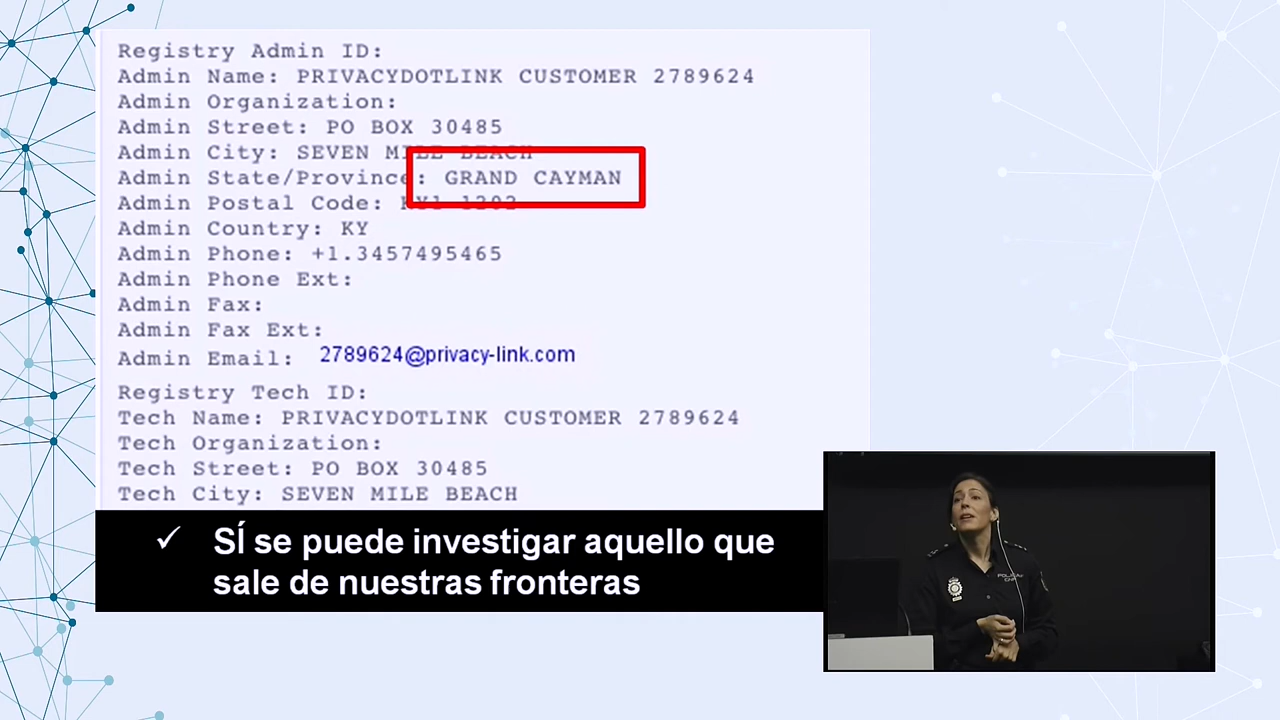 Registry Admin ID:
Admin Name: PRIVACYDOTLINK CUSTOMER 2789624
Admin Organization:
Admin Street: PO BOX 30485
Admin City: SEVEN MILE BEACH
Admin State/Province: GRAND CAYMAN
Admin Postal Code: KY1-1202
Admin Country: KY
Admin Phone: +1.3457495465
Admin Phone Ext:
Admin Fax:
Admin Fax Ext:
Admin Email: 2789624@privacy-link.com
Registry Tech ID:
Tech Name: PRIVACYDOTLINK CUSTOMER 2789624
Tech Organization:
Tech Street: PO BOX 30485
Tech City: SEVEN MILE BEACH
✓ SÍ se puede investigar aquello que
sale de nuestras fronteras